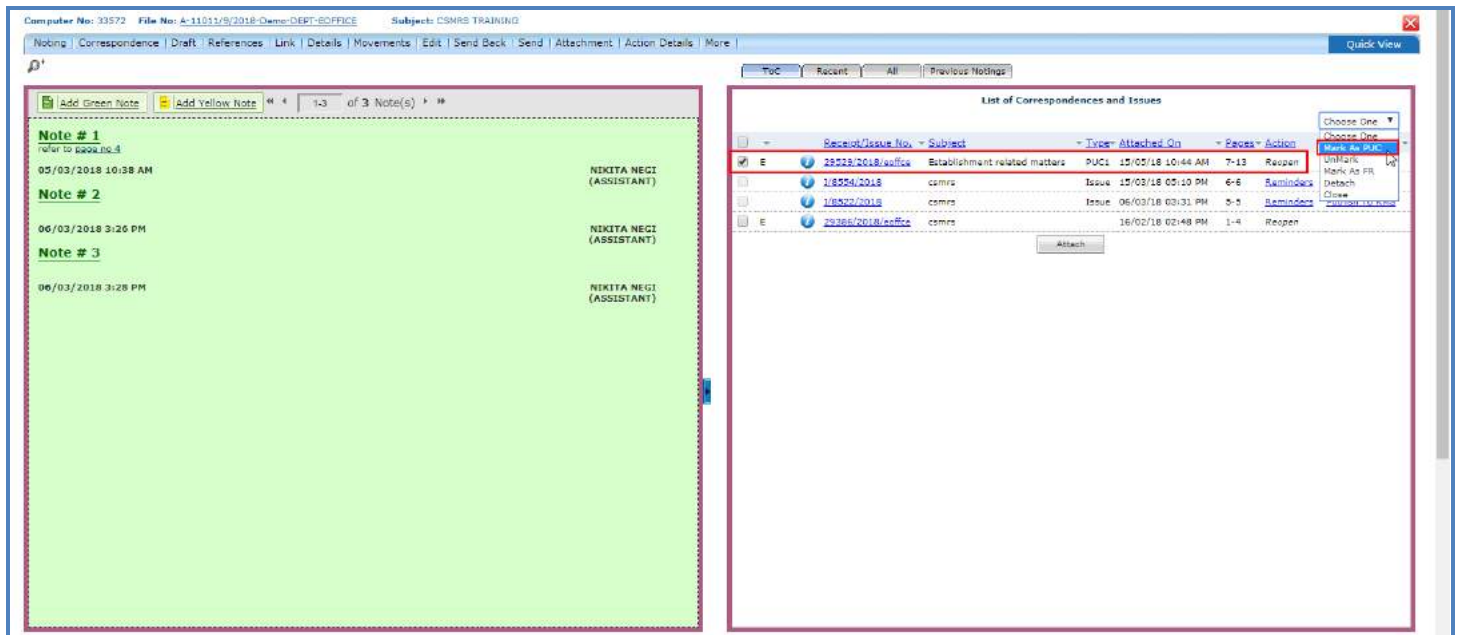 Computer No: 33572 File No: A-11011/9/2018-Demo-DEPT-EOFFICE Subject: CSMRS TRAINING
Noting | Correspondence | Draft | References | Link | Details | Movements | Edit | Send Back | Send | Attachment | Action Details | More |
Quick View
ToC Recent All Previous Notings
Add Green Note Add Yellow Note 1-3 of 3 Note(s)
Note # 1
refer to page no 4
05/03/2018 10:38 AM NIKITA NEGI
(ASSISTANT)
Note # 2
06/03/2018 3:26 PM NIKITA NEGI
(ASSISTANT)
Note # 3
06/03/2018 3:28 PM NIKITA NEGI
(ASSISTANT)
List of Correspondences and Issues
Choose One
Receipt/Issue No. Subject Type Attached On Pages Action
Choose One
Mark As PUC
UnMark
Mark As FR
Detach
Close
E 29529/2018/eoffce Establishment related matters PUC1 15/05/18 10:44 AM 7-13 Reopen
I/8554/2018 csmrs Issue 15/03/18 05:10 PM 6-6 Reminders
I/8522/2018 csmrs Issue 06/03/18 03:31 PM 5-5 Reminders
E 29386/2018/eoffce csmrs 16/02/18 02:48 PM 1-4 Reopen
Attach